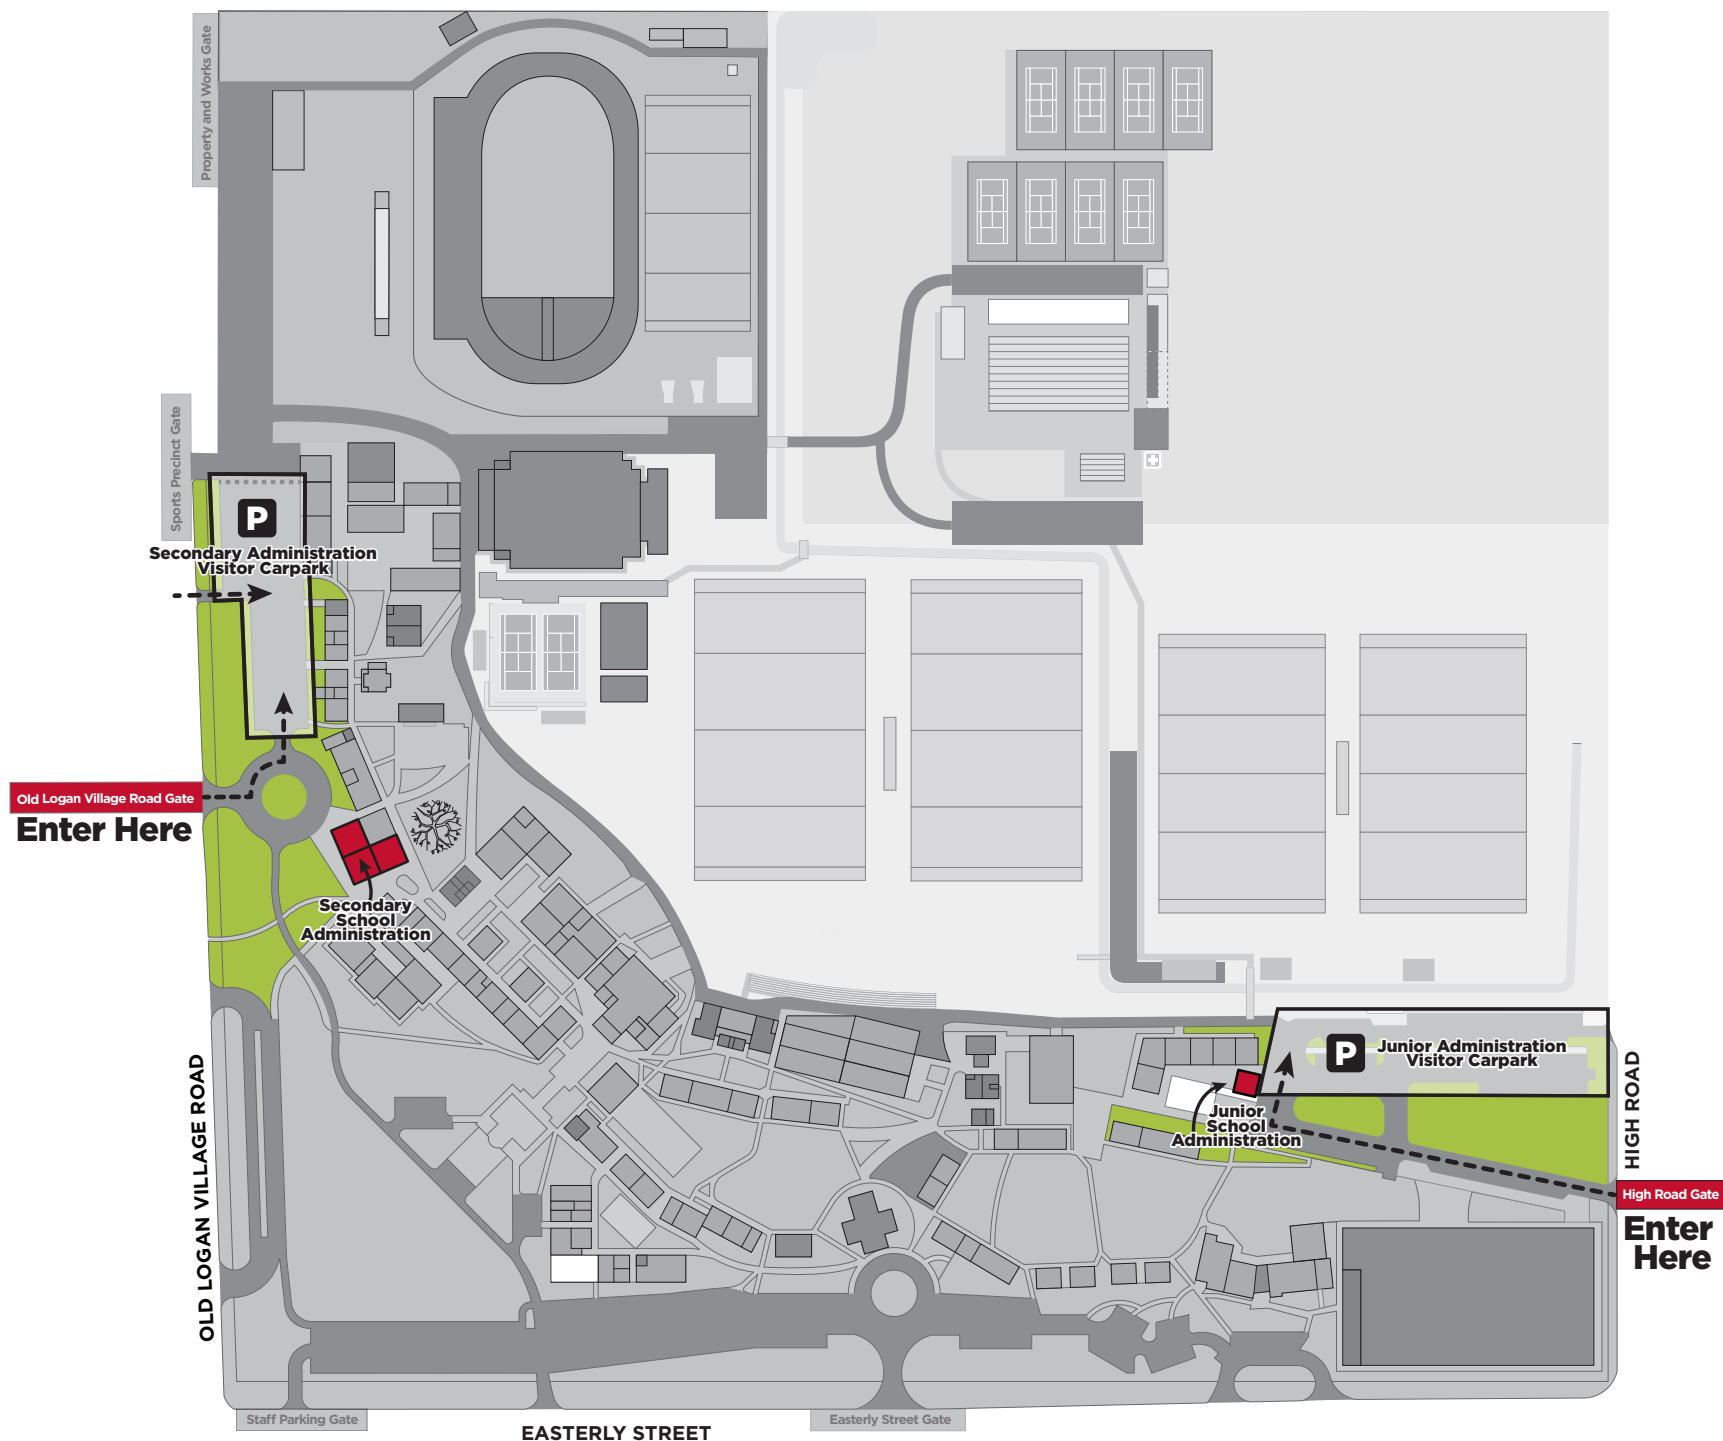 Property and Works Gate
Sports Precinct Gate
P
Secondary Administration
Visitor Carpark
Old Logan Village Road Gate
Enter Here
Secondary
School
Administration
P
Junior Administration
Visitor Carpark
Junior
School
Administration
HIGH ROAD
High Road Gate
Enter
Here
OLD LOGAN VILLAGE ROAD
Staff Parking Gate
Easterly Street Gate
EASTERLY STREET